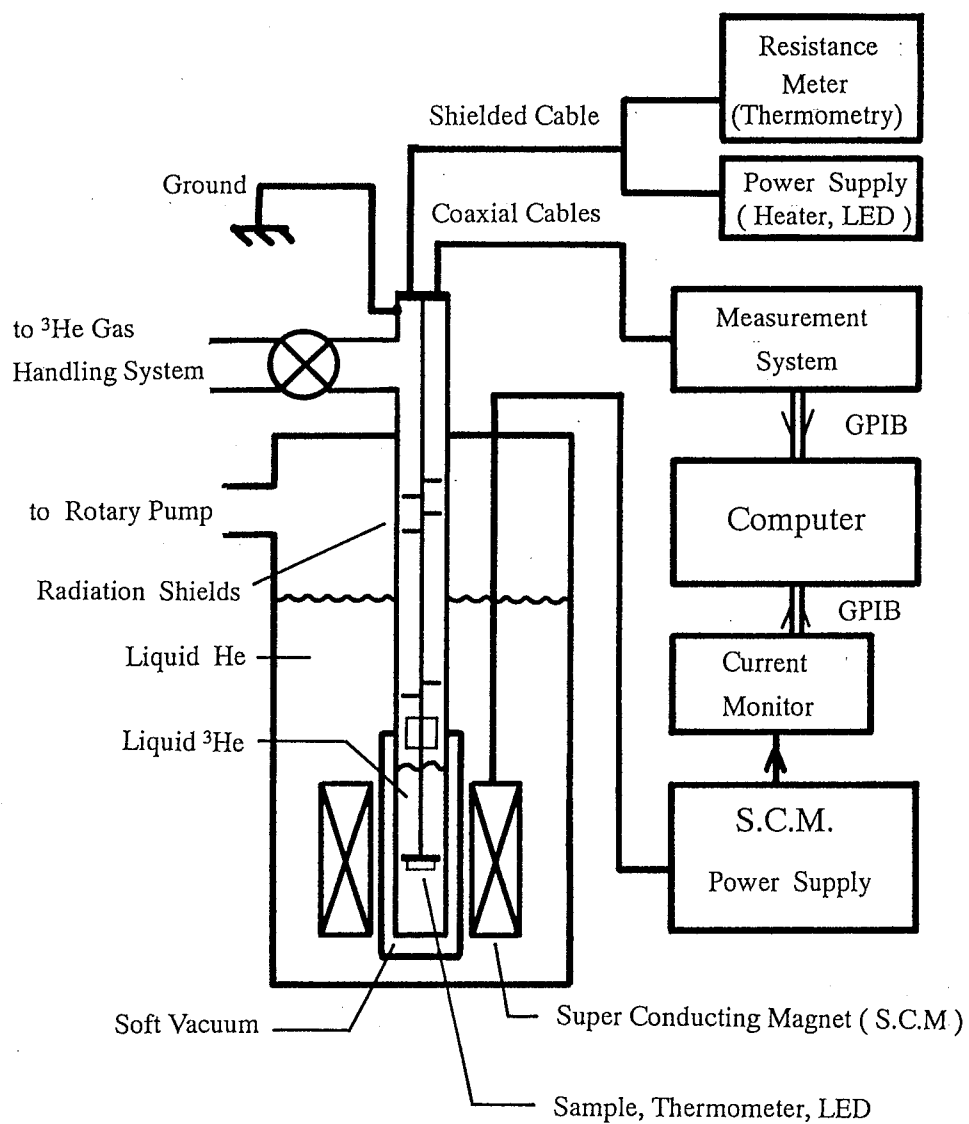 Resistance
Meter
(Thermometry)
Shielded Cable
Ground
Power Supply
( Heater, LED )
Coaxial Cables
to ³He Gas
Handling System
Measurement
System
GPIB
to Rotary Pump
Computer
Radiation Shields
GPIB
Liquid He
Current
Monitor
Liquid ³He
S.C.M.
Power Supply
Soft Vacuum
Super Conducting Magnet ( S.C.M )
Sample, Thermometer, LED